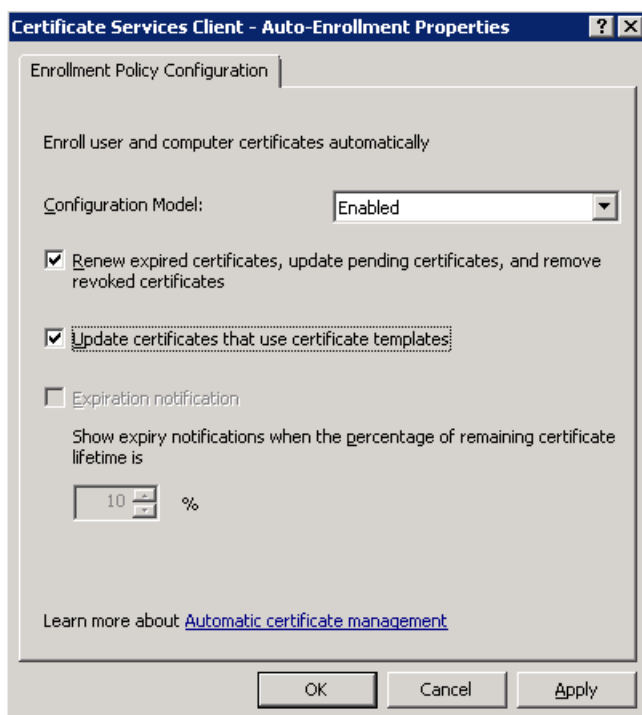 Certificate Services Client - Auto-Enrollment Properties
Enrollment Policy Configuration
Enroll user and computer certificates automatically
Configuration Model: Enabled
Renew expired certificates, update pending certificates, and remove
revoked certificates
Update certificates that use certificate templates
Expiration notification
Show expiry notifications when the percentage of remaining certificate
lifetime is
10 %
Learn more about Automatic certificate management
OK Cancel Apply